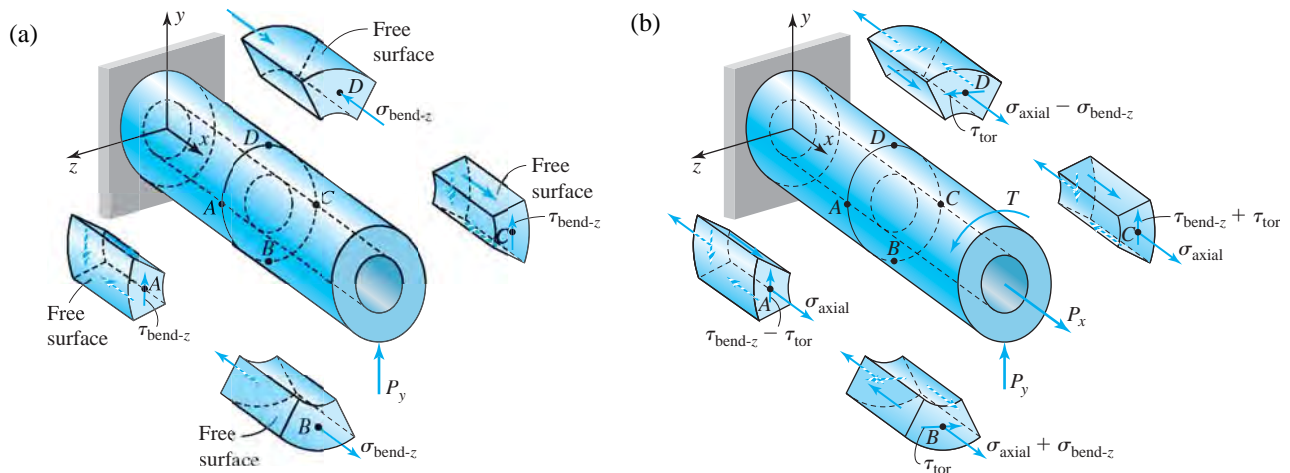 (a)
y
z
x
Free
surface
D
σbend-z
D
A
C
B
Free
surface
C
τbend-z
A
Free
surface
τbend-z
Py
Free
surface
B
σbend-z
(b)
y
z
x
D
σaxial − σbend-z
τtor
D
A
C
B
T
C
τbend-z + τtor
σaxial
A
σaxial
τbend-z − τtor
Px
Py
B
σaxial + σbend-z
τtor